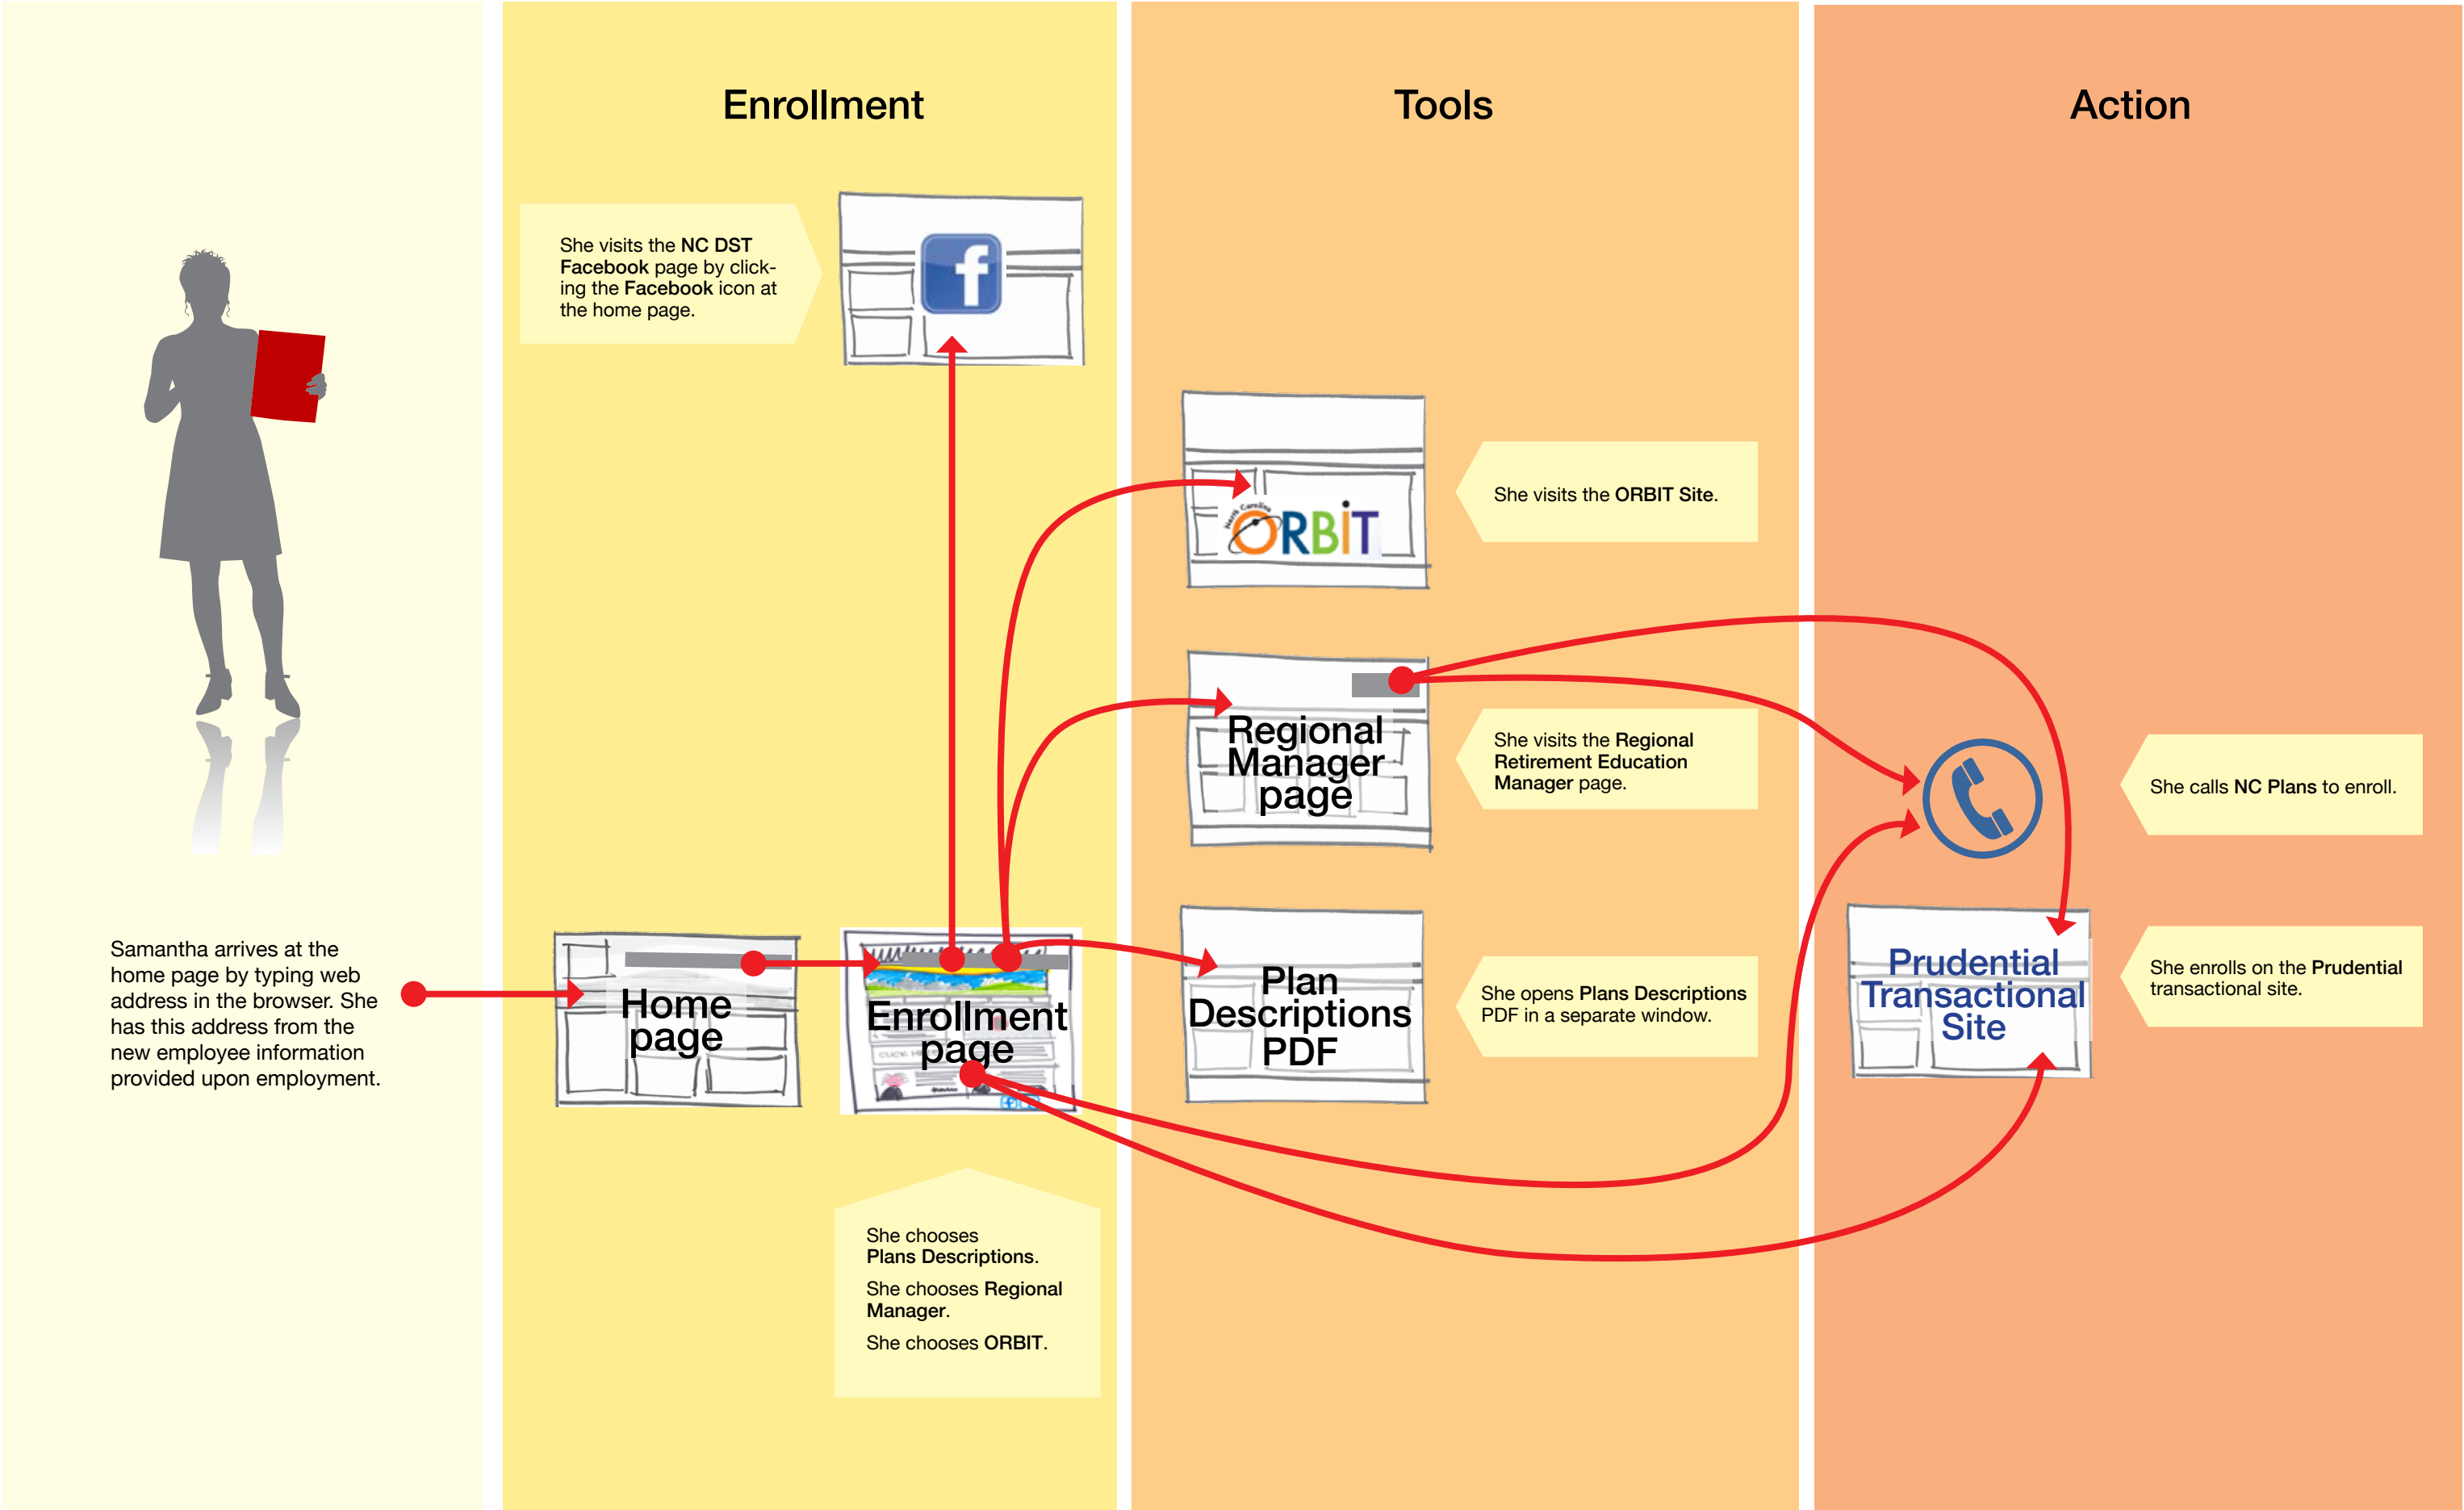 Enrollment
Tools
Action
She visits the NC DST
Facebook page by click-
ing the Facebook icon at
the home page.
f
North Carolina
ORBiT
She visits the ORBIT Site.
Regional
Manager
page
She visits the Regional
Retirement Education
Manager page.
She calls NC Plans to enroll.
Samantha arrives at the
home page by typing web
address in the browser. She
has this address from the
new employee information
provided upon employment.
Home
page
Enrollment
page
CLICK
Plan
Descriptions
PDF
She opens Plans Descriptions
PDF in a separate window.
Prudential
Transactional
Site
She enrolls on the Prudential
transactional site.
She chooses
Plans Descriptions.
She chooses Regional
Manager.
She chooses ORBIT.